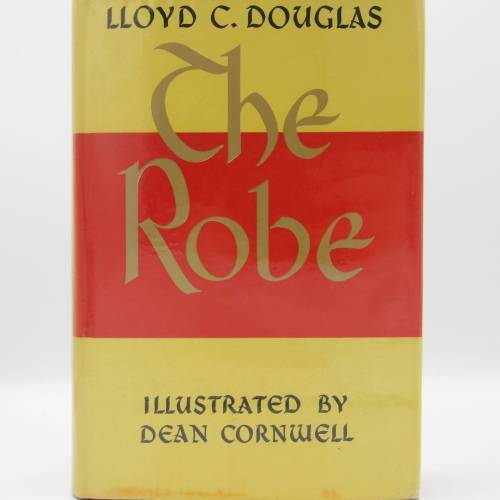 LLOYD C. DOUGLAS
The
Robe
ILLUSTRATED BY
DEAN CORNWELL